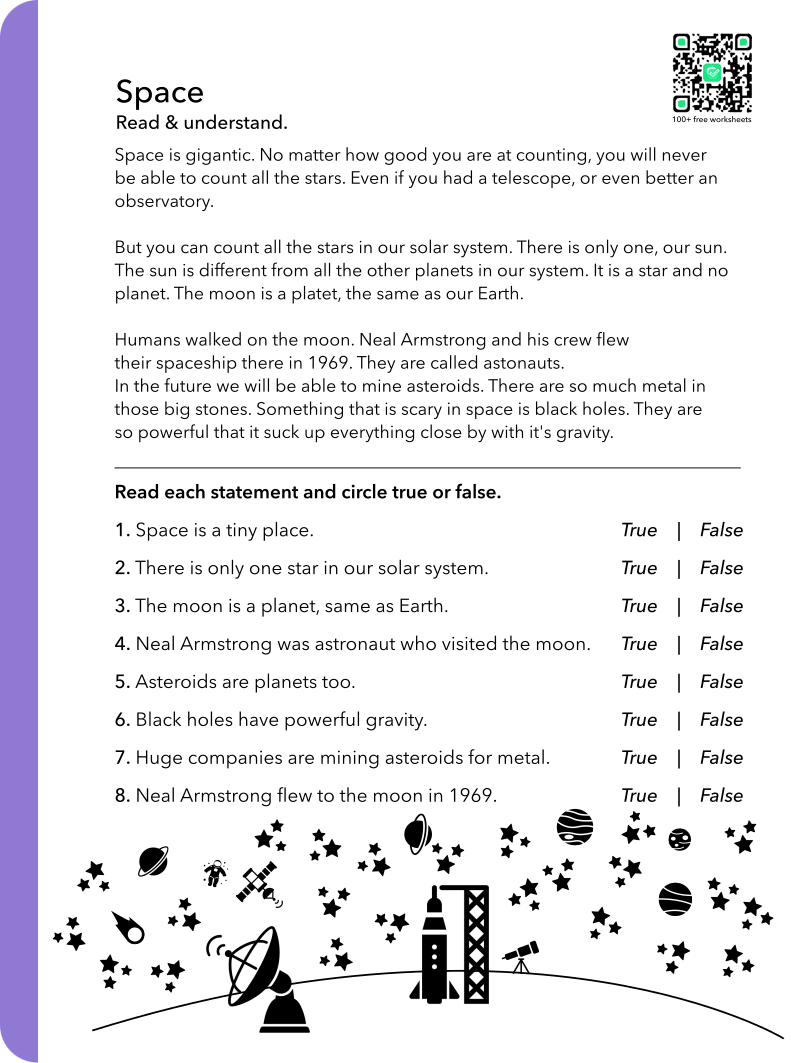 100+ free worksheets
Space
Read & understand.
Space is gigantic. No matter how good you are at counting, you will never
be able to count all the stars. Even if you had a telescope, or even better an
observatory.
But you can count all the stars in our solar system. There is only one, our sun.
The sun is different from all the other planets in our system. It is a star and no
planet. The moon is a platet, the same as our Earth.
Humans walked on the moon. Neal Armstrong and his crew flew
their spaceship there in 1969. They are called astonauts.
In the future we will be able to mine asteroids. There are so much metal in
those big stones. Something that is scary in space is black holes. They are
so powerful that it suck up everything close by with it's gravity.
Read each statement and circle true or false.
1. Space is a tiny place. True | False
2. There is only one star in our solar system. True | False
3. The moon is a planet, same as Earth. True | False
4. Neal Armstrong was astronaut who visited the moon. True | False
5. Asteroids are planets too. True | False
6. Black holes have powerful gravity. True | False
7. Huge companies are mining asteroids for metal. True | False
8. Neal Armstrong flew to the moon in 1969. True | False